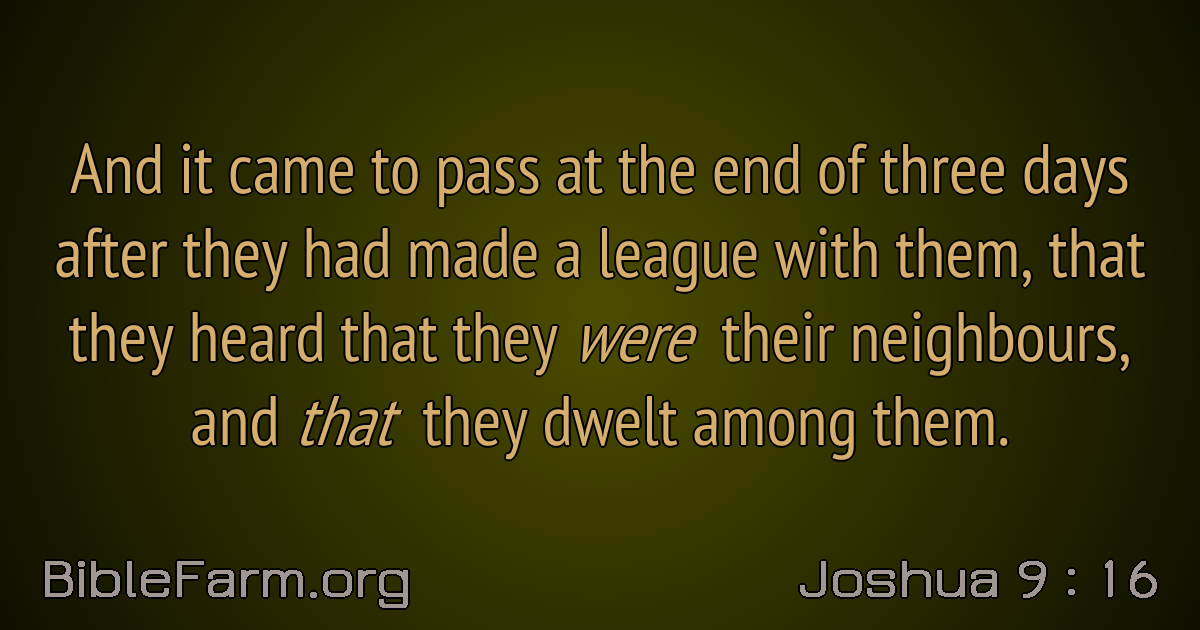 And it came to pass at the end of three days
after they had made a league with them, that
they heard that they were their neighbours,
and that they dwelt among them.
BibleFarm.org
Joshua 9 : 16